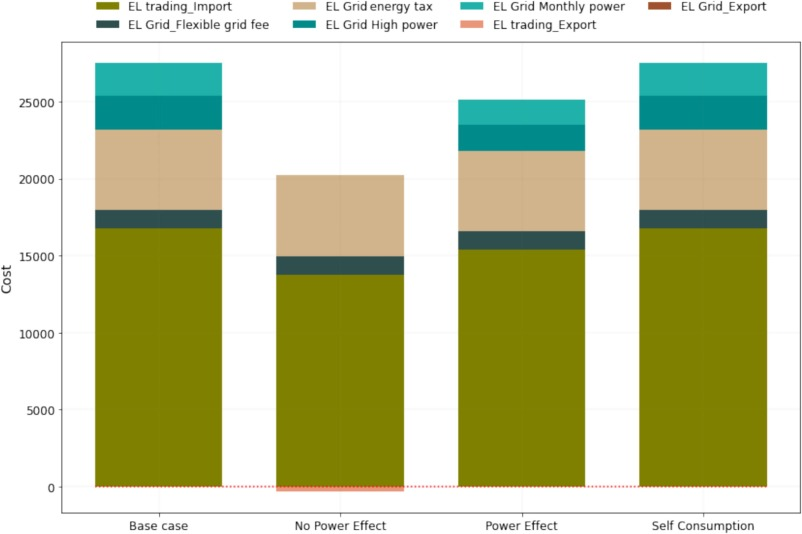 EL trading_Import EL Grid energy tax EL Grid Monthly power EL Grid_Export
EL Grid_Flexible grid fee EL Grid High power EL trading_Export
25000
20000
15000
10000
5000
0
Cost
Base case No Power Effect Power Effect Self Consumption